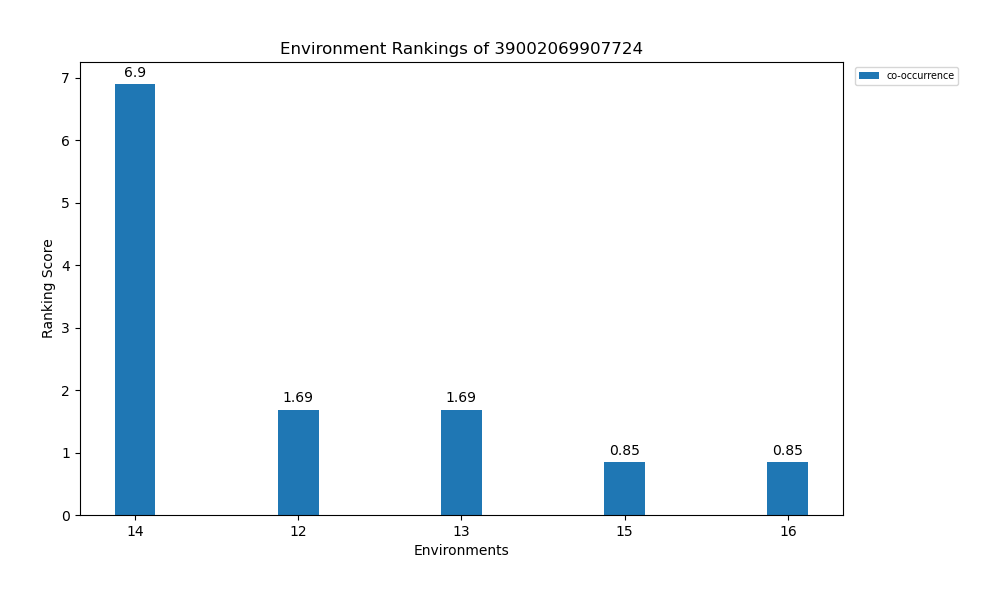 Environment Rankings of 39002069907724
co-occurrence
Ranking Score
7
6
5
4
3
2
1
0
6.9
1.69
1.69
0.85
0.85
14 12 13 15 16
Environments